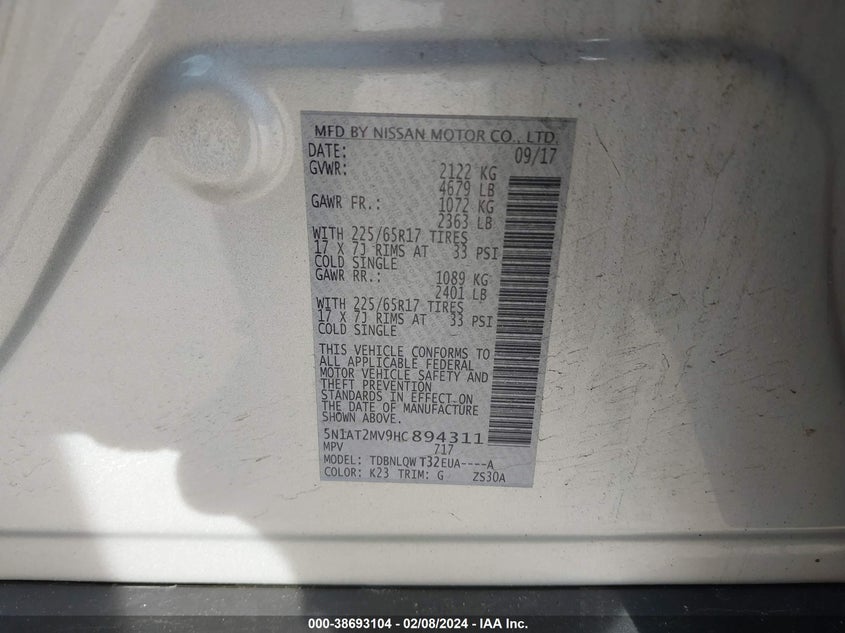 MFD BY NISSAN MOTOR CO., LTD.
DATE: 09/17
GVWR: 2122 KG
4679 LB
GAWR FR.: 1072 KG
2363 LB
WITH 225/65R17 TIRES
17 X 7J RIMS AT 33 PSI
COLD SINGLE
GAWR RR.: 1089 KG
2401 LB
WITH 225/65R17 TIRES
17 X 7J RIMS AT 33 PSI
COLD SINGLE
THIS VEHICLE CONFORMS TO
ALL APPLICABLE FEDERAL
MOTOR VEHICLE SAFETY AND
THEFT PREVENTION
STANDARDS IN EFFECT ON
THE DATE OF MANUFACTURE
SHOWN ABOVE.
5N1AT2MV9HC894311
MPV 717
MODEL: TDBNLQW T32EUA----A
COLOR: K23 TRIM: G ZS30A
000-38693104 - 02/08/2024 - IAA Inc.